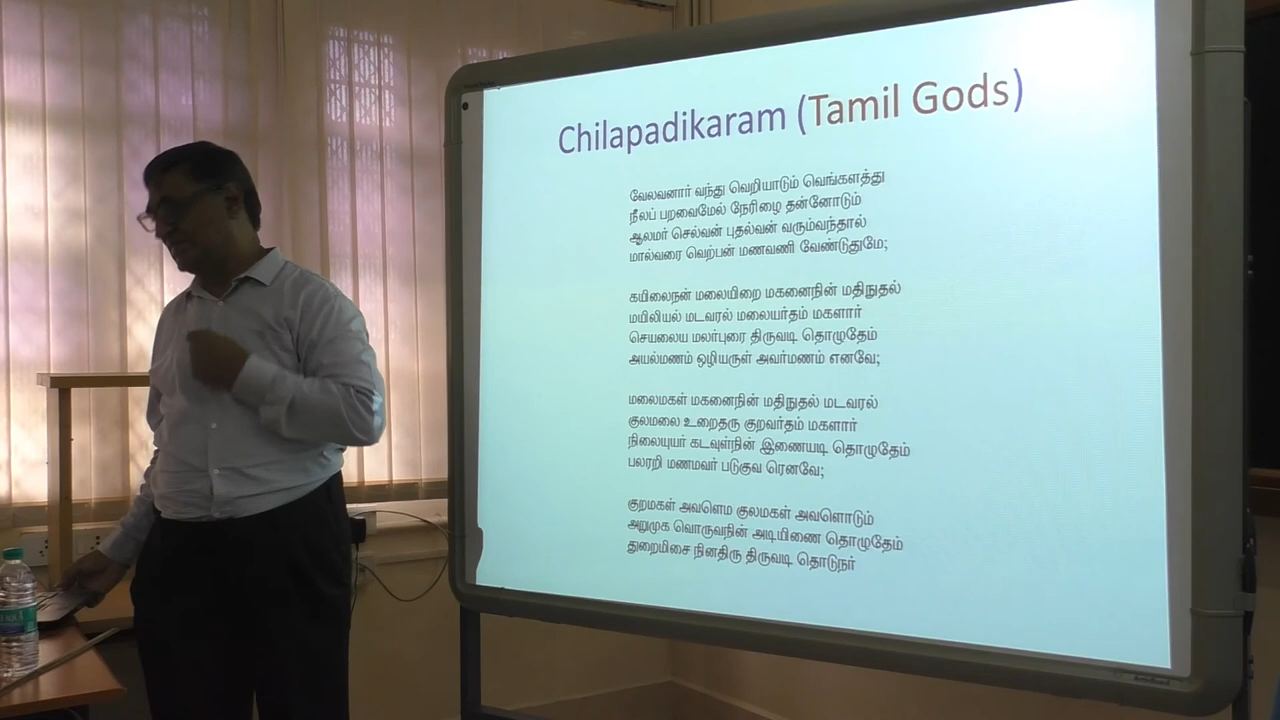 Chilapadikaram (Tamil Gods)
வேலவனார் வந்து வெறியாடும் வெங்களத்து
நீலப் பறவைமேல் நேரிழை தன்னோடும்
ஆலமர் செல்வன் புதல்வன் வரும்வந்தால்
மால்வரை வெற்பன் மணவணி வேண்டுதுமே;
கயிலைநன் மலையிறை மகனைநின் மதிநுதல்
மயிலியல் மடவரல் மலையர்தம் மகளார்
செயலைய மலர்புரை திருவடி தொழுதேம்
அயல்மணம் ஒழியருள் அவர்மணம் எனவே;
மலைமகள் மகனைநின் மதிநுதல் மடவரல்
குலமலை உறைதரு குறவர்தம் மகளார்
நிலையுயர் கடவுள்நின் இணையடி தொழுதேம்
பலரறி மணமவர் படுகுவ ரெனவே;
குறமகள் அவளெம குலமகள் அவளொடும்
அறுமுக வொருவநின் அடியிணை தொழுதேம்
துறைமிசை நினதிரு திருவடி தொடுநர்